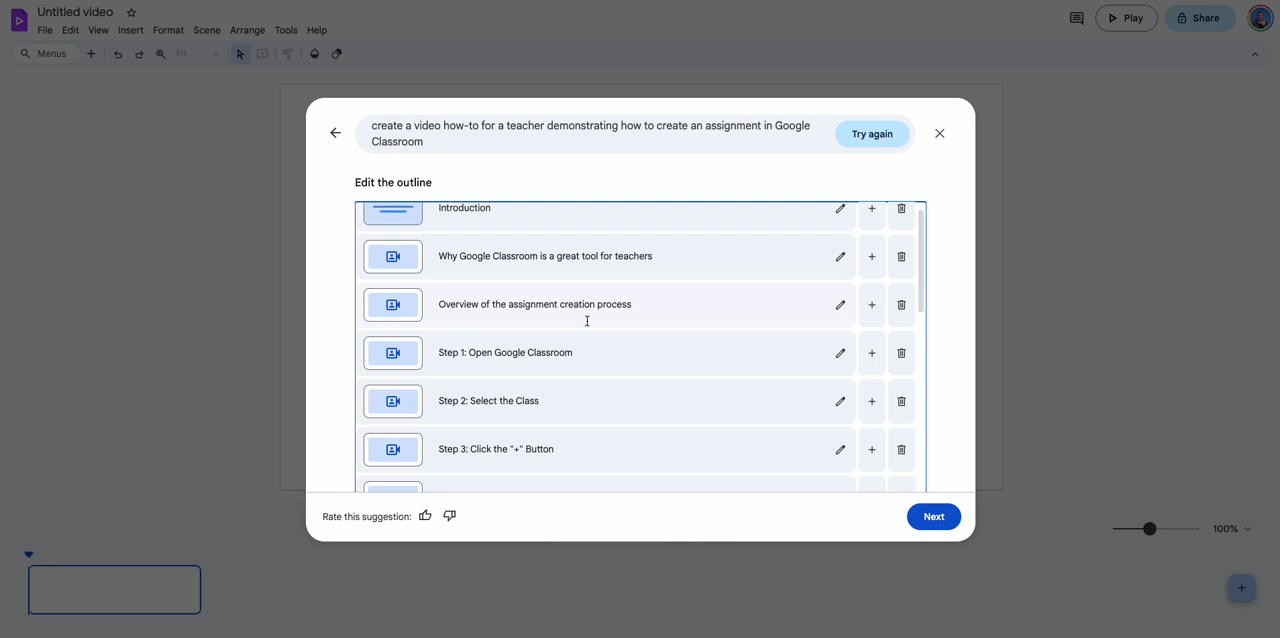 Untitled video
File Edit View Insert Format Scene Arrange Tools Help
Play
Share
Menus
Fit
create a video how-to for a teacher demonstrating how to create an assignment in Google
Classroom
Try again
Edit the outline
Introduction
Why Google Classroom is a great tool for teachers
Overview of the assignment creation process
Step 1: Open Google Classroom
Step 2: Select the Class
Step 3: Click the "+" Button
Rate this suggestion:
Next
100%